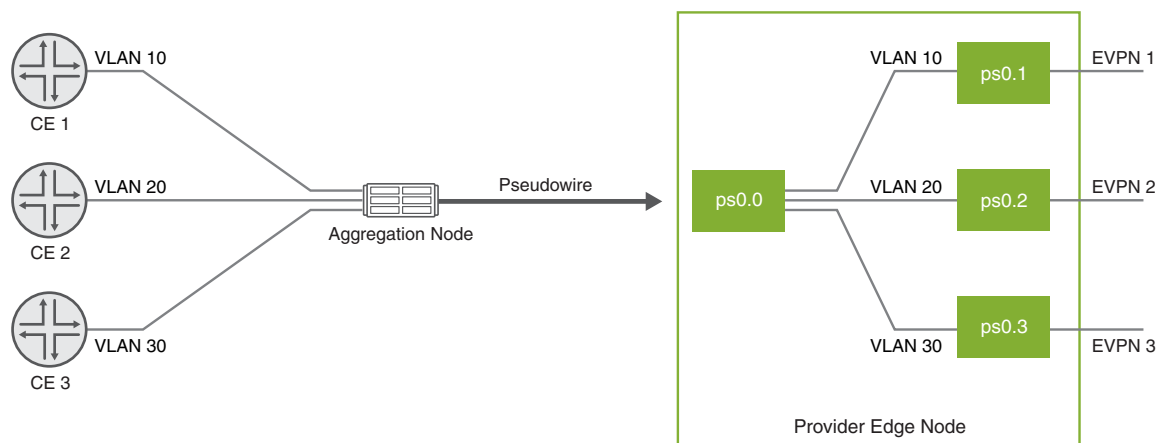 VLAN 10
CE 1
VLAN 20
CE 2
VLAN 30
CE 3
Aggregation Node
Pseudowire
ps0.0
VLAN 10
ps0.1
EVPN 1
VLAN 20
ps0.2
EVPN 2
VLAN 30
ps0.3
EVPN 3
Provider Edge Node